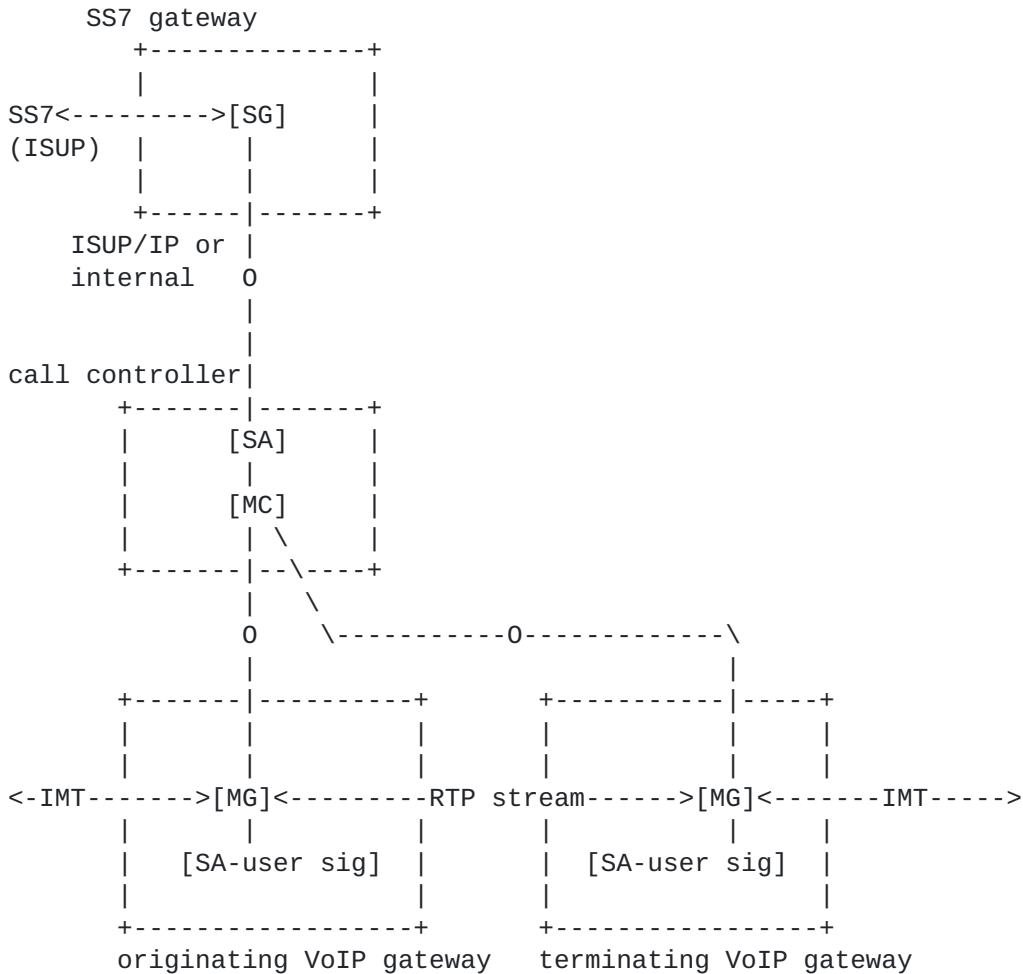 SS7 gateway
SS7<--------->[SG]
(ISUP)
ISUP/IP or
internal O
call controller
[SA]
[MC]
O \-----------O-------------\
<-IMT------->[MG]<---------RTP stream------>[MG]<-------IMT----->
[SA-user sig] [SA-user sig]
originating VoIP gateway terminating VoIP gateway